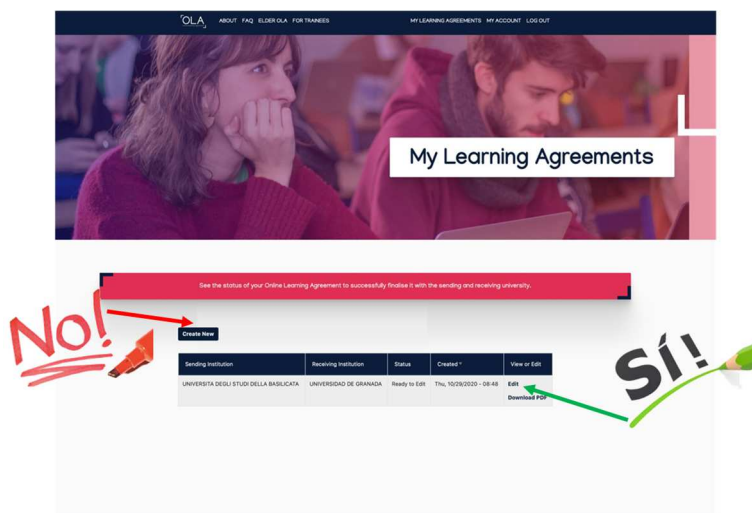 OLA ABOUT FAQ ELDER OLA FOR TRAINEES MY LEARNING AGREEMENTS MY ACCOUNT LOG OUT
My Learning Agreements
See the status of your Online Learning Agreement to successfully finalise it with the sending and receiving university.
No!
Create New
Sending Institution Receiving Institution Status Created View or Edit
UNIVERSITA DEGLI STUDI DELLA BASILICATA UNIVERSIDAD DE GRANADA Ready to Edit Thu, 10/29/2020 - 08:48 Edit
Download PDF
SÍ!